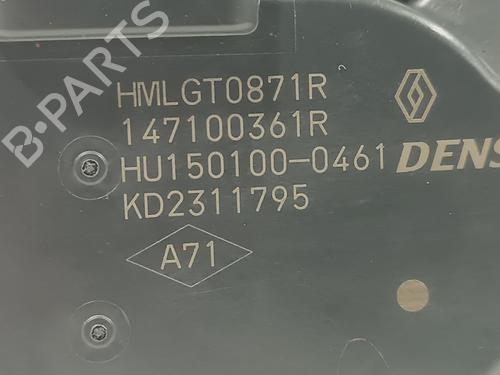 B-PARTS
HMLGT0871R
147100361R
HU150100-0461 DENS
KD2311795
A71